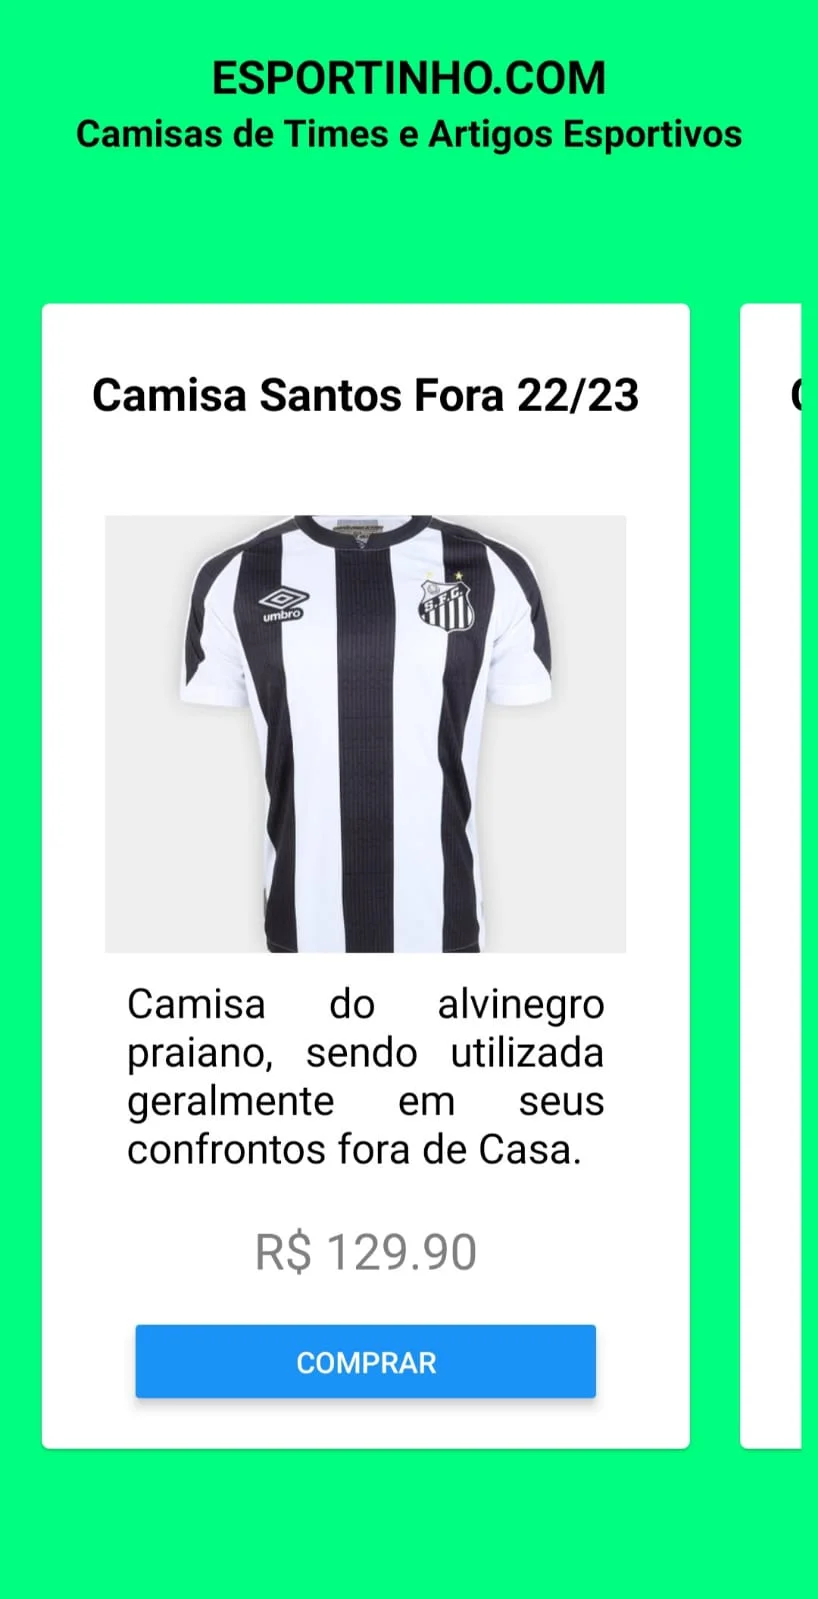 ESPORTINHO.COM
Camisas de Times e Artigos Esportivos
Camisa Santos Fora 22/23
umbro
S.F.C.
Camisa do alvinegro
praiano, sendo utilizada
geralmente em seus
confrontos fora de Casa.
R$ 129.90
COMPRAR